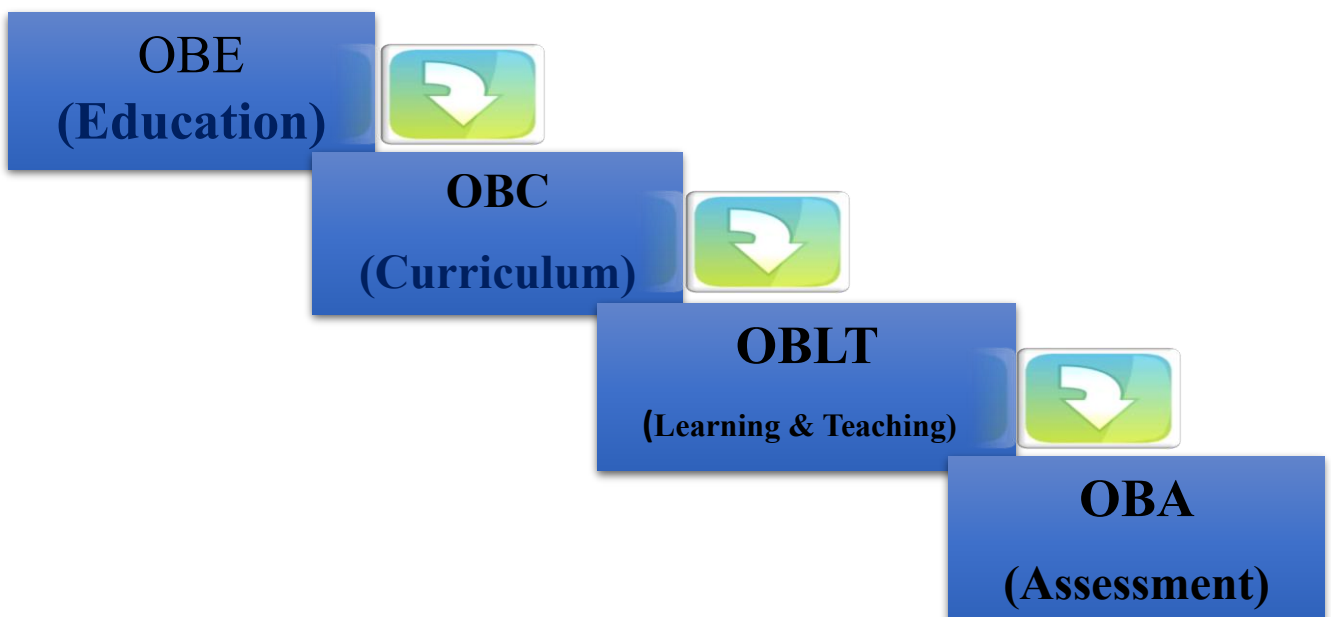 OBE
(Education)
OBC
(Curriculum)
OBLT
(Learning & Teaching)
OBA
(Assessment)